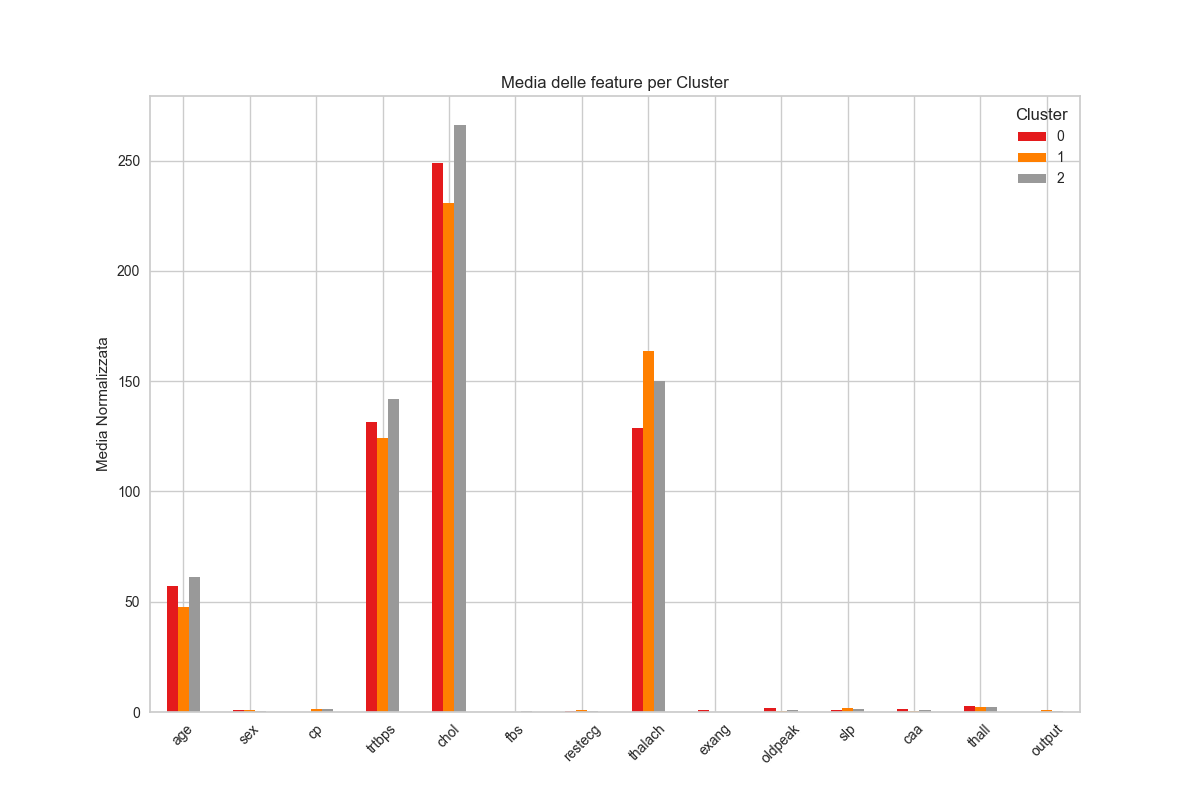 Media delle feature per Cluster
Cluster
0
1
2
Media Normalizzata
250
200
150
100
50
0
age
sex
cp
trtbps
chol
fbs
restecg
thalach
exang
oldpeak
slp
caa
thall
output